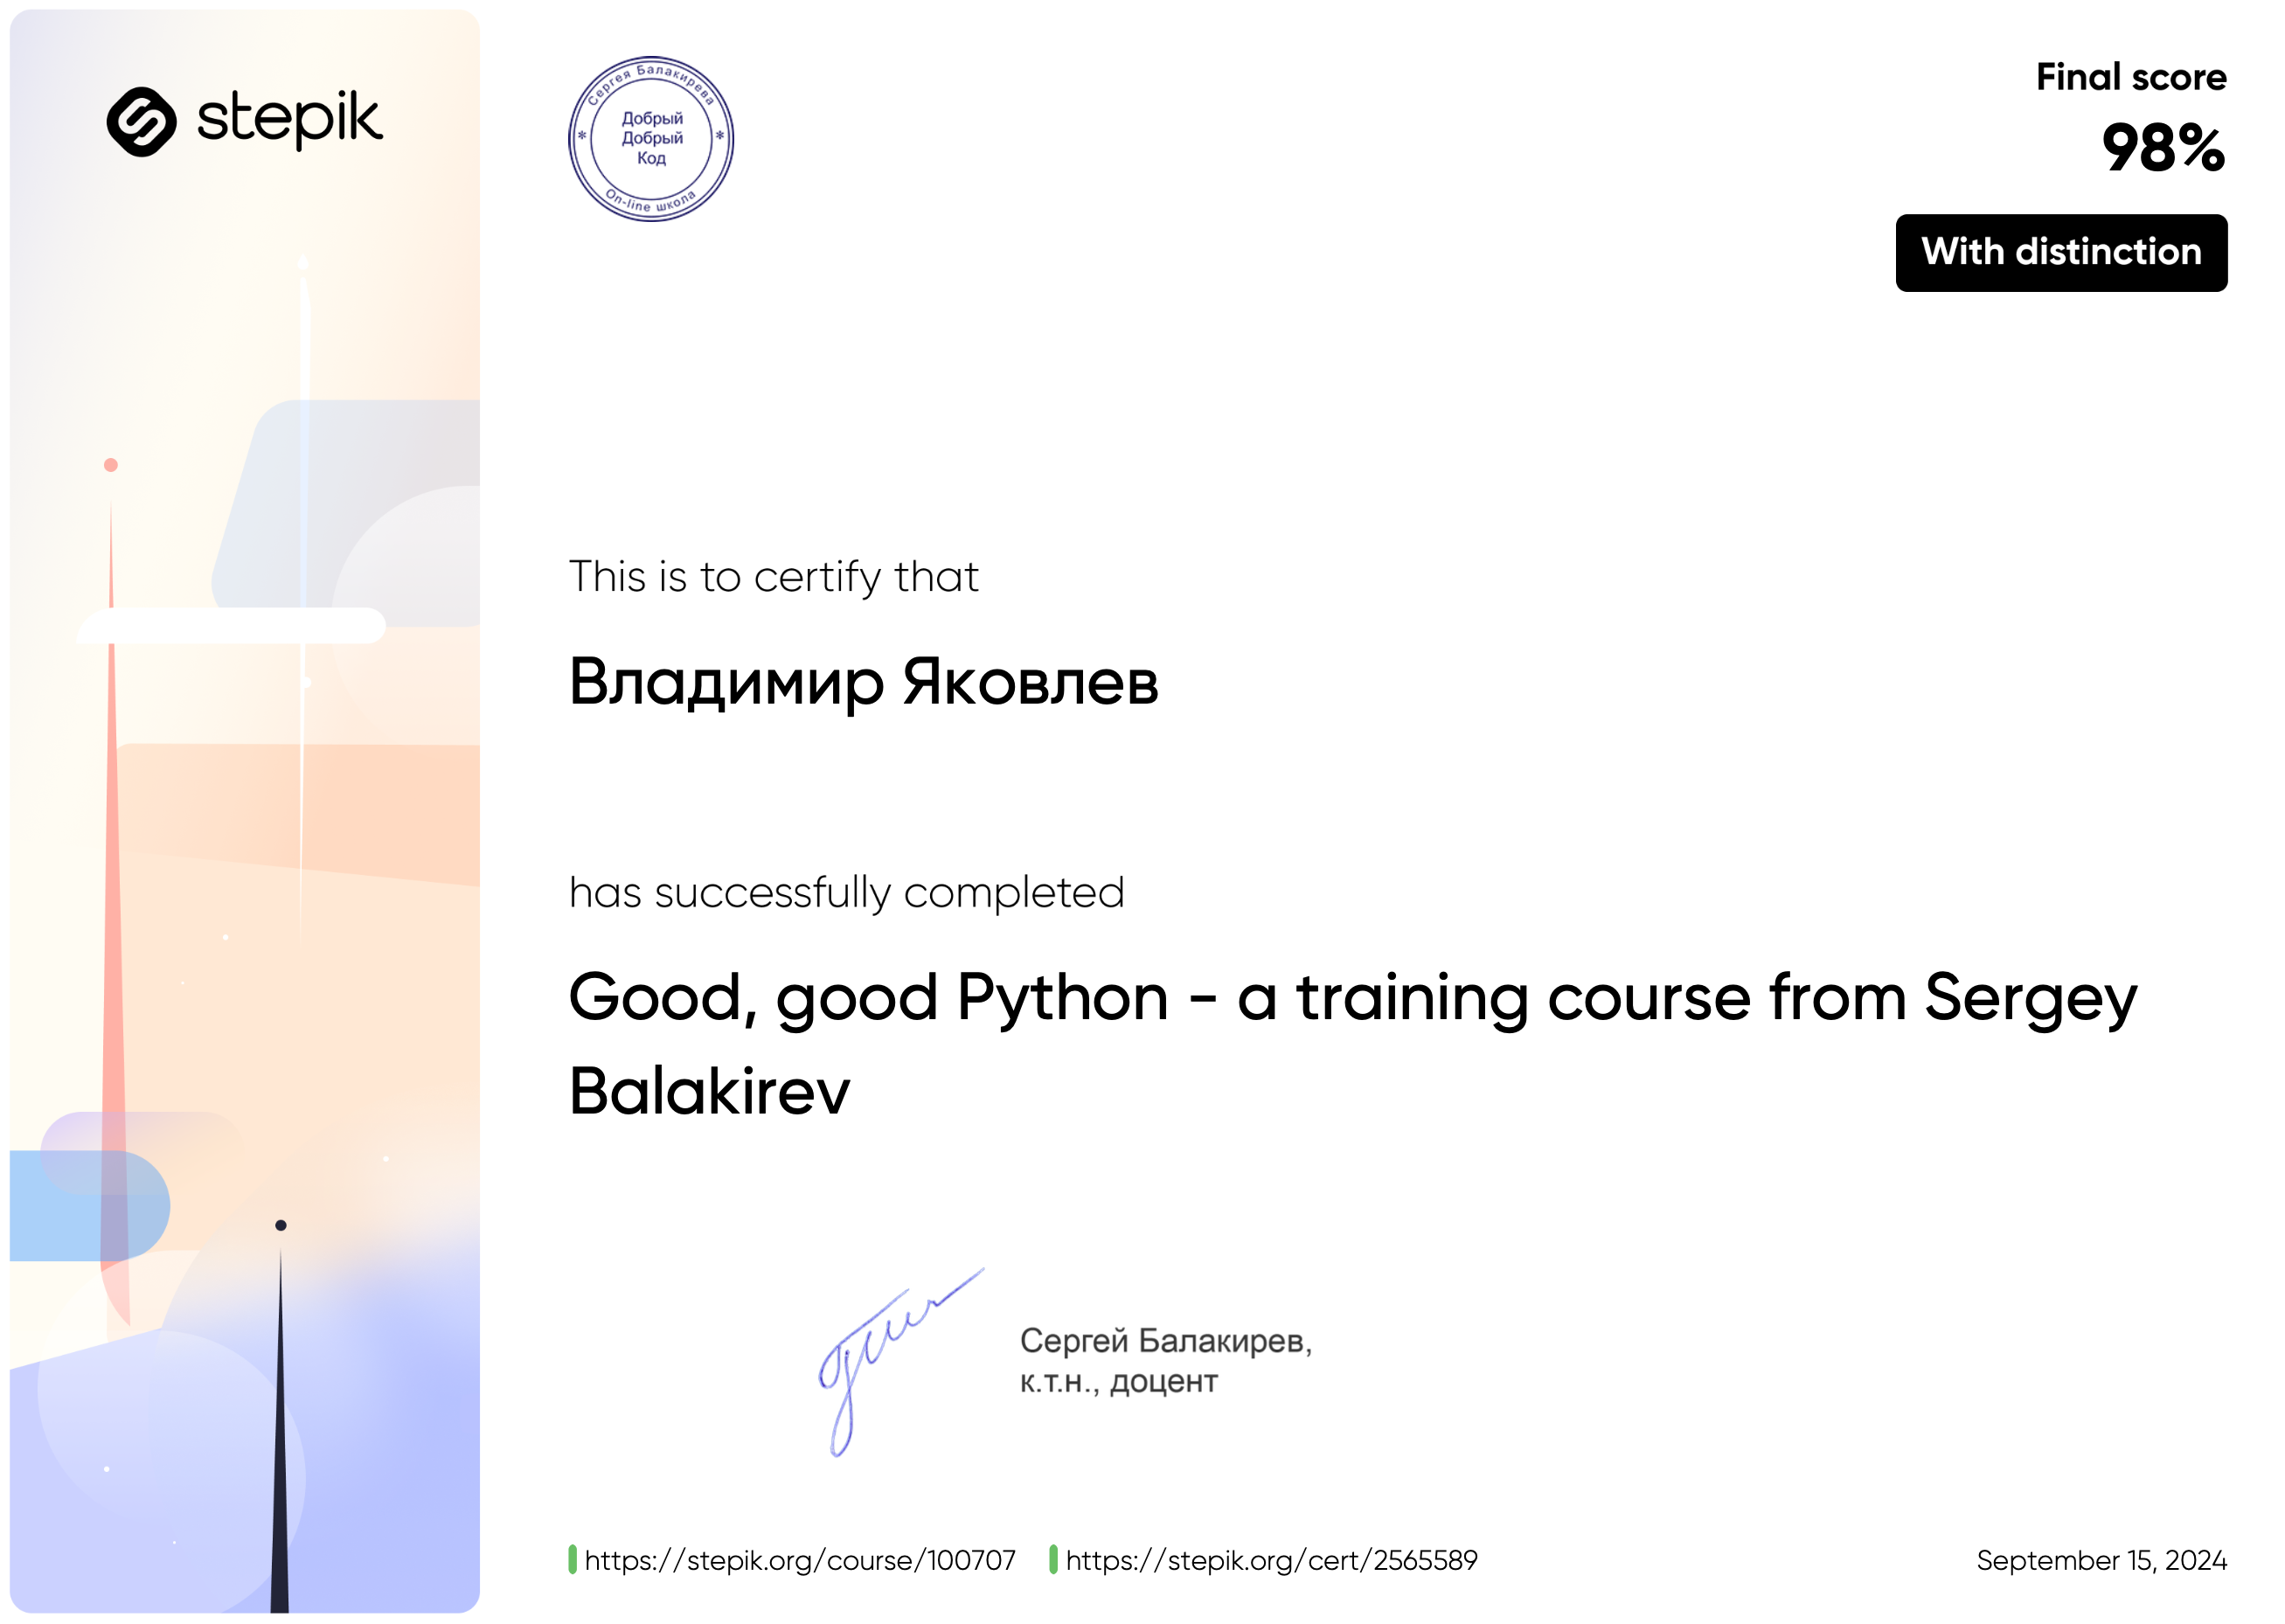 stepik
Сергея Балакирева
Добрый
Добрый
Код
On-line школа
Final score
98%
With distinction
This is to certify that
Владимир Яковлев
has successfully completed
Good, good Python - a training course from Sergey
Balakirev
Сергей Балакирев,
к.т.н., доцент
https://stepik.org/course/100707
https://stepik.org/cert/2565589
September 15, 2024